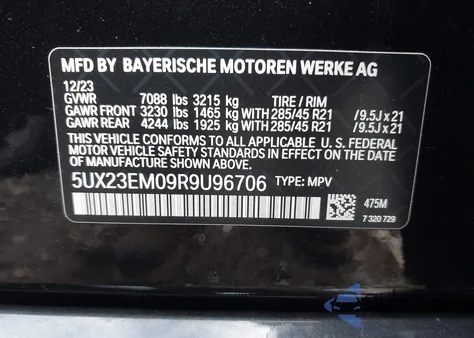 MFD BY BAYERISCHE MOTOREN WERKE AG
12/23
GVWR 7088 lbs 3215 kg TIRE / RIM
GAWR FRONT 3230 lbs 1465 kg WITH 285/45 R21 /9.5J x 21
GAWR REAR 4244 lbs 1925 kg WITH 285/45 R21 /9.5J x 21
THIS VEHICLE CONFORMS TO ALL APPLICABLE U.S. FEDERAL
MOTOR VEHICLE SAFETY STANDARDS IN EFFECT ON THE DATE
OF MANUFACTURE SHOWN ABOVE.
5UX23EM09R9U96706 TYPE: MPV
475M
7 320 729